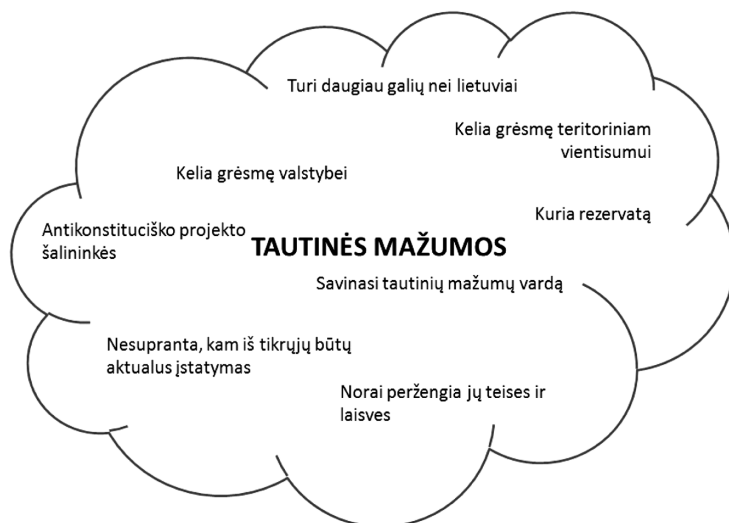 Turi daugiau galių nei lietuviai
Kelia grėsmę teritoriniam
vientisumui
Kelia grėsmę valstybei
Kuria rezervatą
Antikonstituciško projekto
šalininkės
TAUTINĖS MAŽUMOS
Savinasi tautinių mažumų vardą
Nesupranta, kam iš tikrųjų būtų
aktualus įstatymas
Norai peržengia jų teises ir
laisves